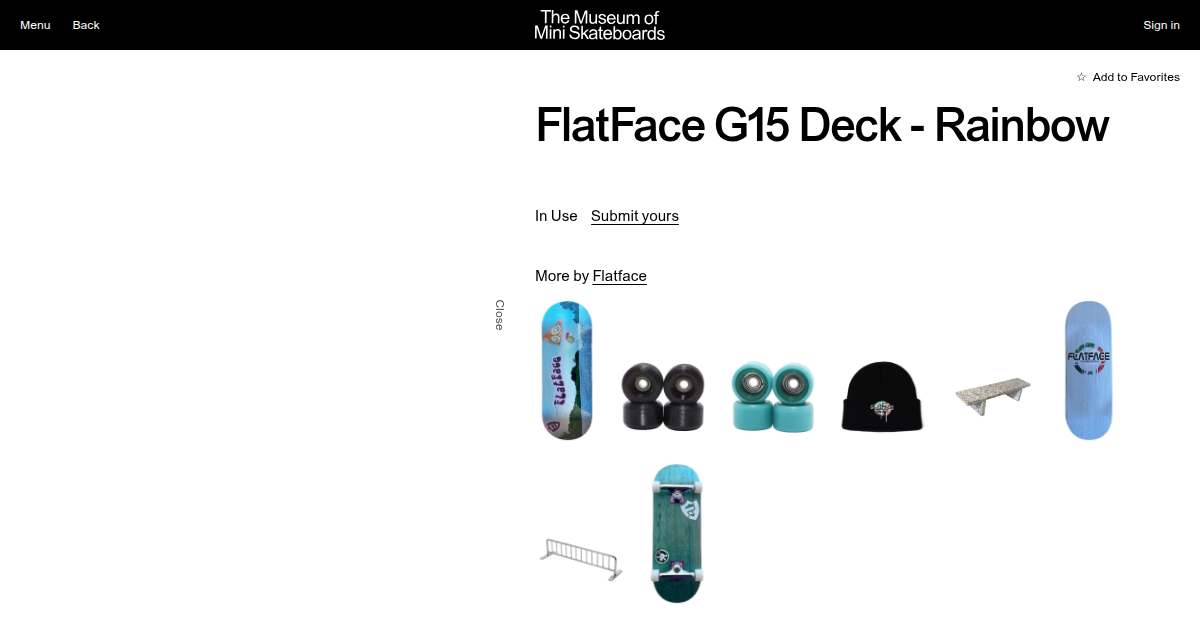 Menu
Back
The Museum of
Mini Skateboards
Sign in
☆ Add to Favorites
FlatFace G15 Deck - Rainbow
In Use
Submit yours
More by Flatface
Close
FLATFACE